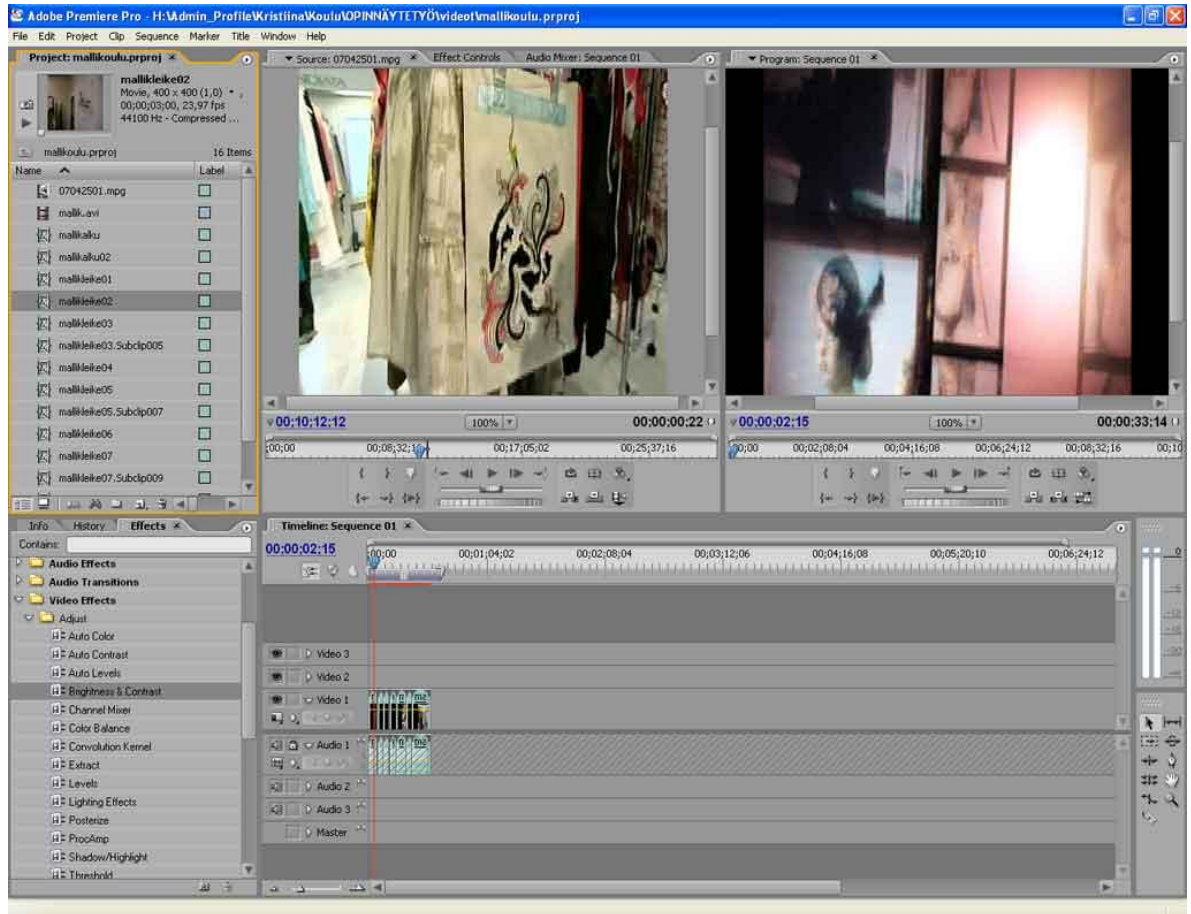 Adobe Premiere Pro - H:\Admin_Profile\Kristiina\Koulu\OPINNÄYTETYÖ\videot\mallikoulu.prproj
File Edit Project Clip Sequence Marker Title Window Help
Project: mallikoulu.prproj
mallikleike02
Movie, 400 x 400 (1,0)
00;00;03;00, 23,97 fps
44100 Hz - Compressed ...
mallikoulu.prproj 16 Items
Name Label
07042501.mpg
mallik.avi
mallikalku
mallikalku02
mallikleike01
mallikleike02
mallikleike03
mallikleike03.Subclip005
mallikleike04
mallikleike05
mallikleike05.Subclip007
mallikleike06
mallikleike07
mallikleike07.Subclip009
Source: 07042501.mpg Effect Controls Audio Mixer: Sequence 01
00;10;12;12 100% 00;00;00;22
;00;00 00;08;32;16 00;17;05;02 00;25;37;16
Program: Sequence 01
00;00;02;15 100% 00;00;33;14
00;00 00;02;08;04 00;04;16;08 00;06;24;12 00;08;32;16 00;10
Info History Effects
Contains:
Audio Effects
Audio Transitions
Video Effects
Adjust
Auto Color
Auto Contrast
Auto Levels
Brightness & Contrast
Channel Mixer
Color Balance
Convolution Kernel
Extract
Levels
Lighting Effects
Posterize
ProcAmp
Shadow/Highlight
Threshold
Timeline: Sequence 01
00;00;02;15
;00;00 00;01;04;02 00;02;08;04 00;03;12;06 00;04;16;08 00;05;20;10 00;06;24;12
Video 3
Video 2
Video 1
Audio 1
Audio 2
Audio 3
Master
0